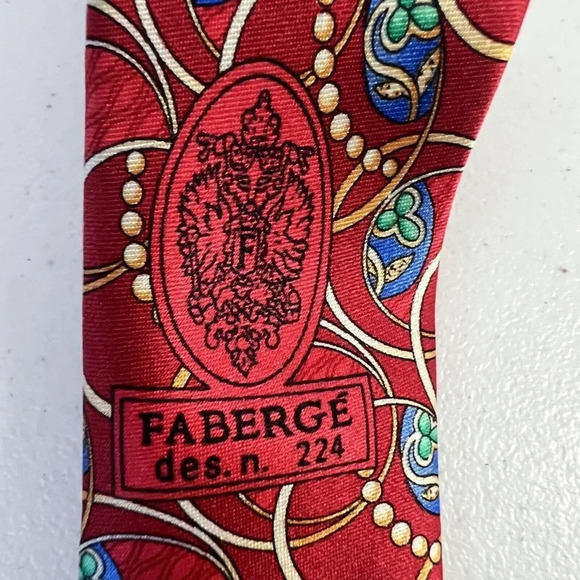 F
FABERGÉ
des. n. 224